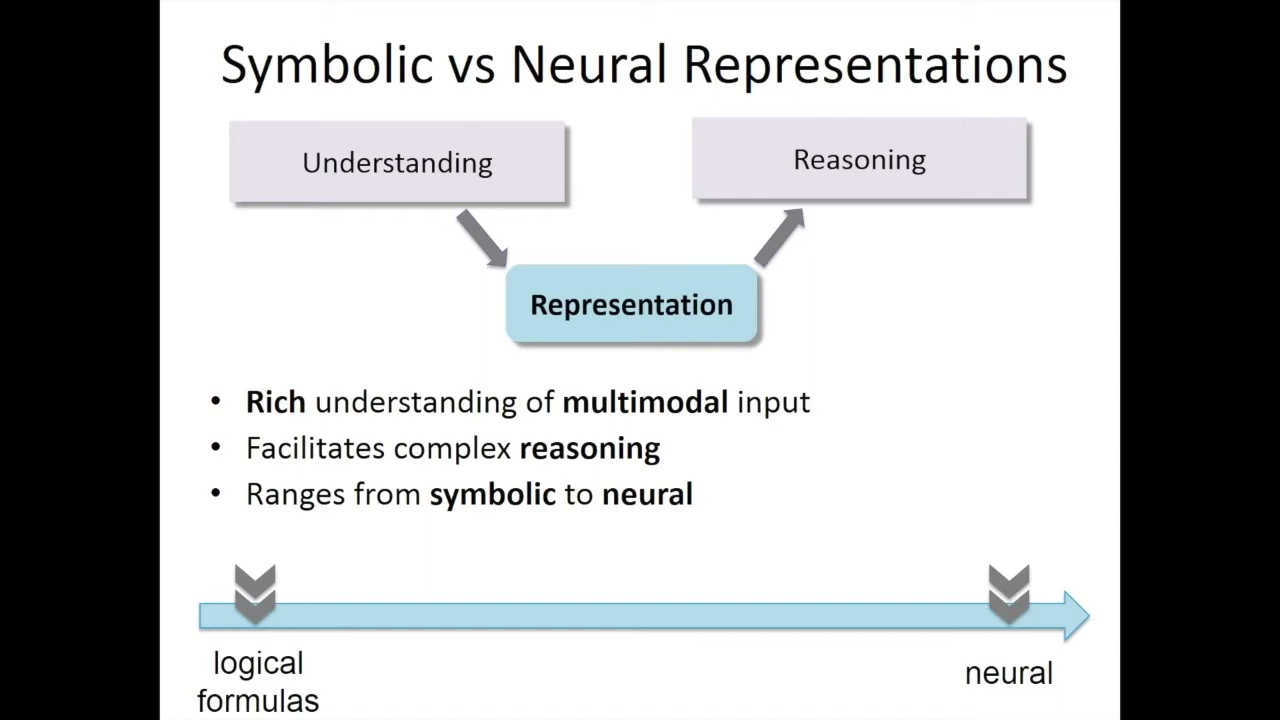 Symbolic vs Neural Representations
Understanding
Reasoning
Representation
• Rich understanding of multimodal input
• Facilitates complex reasoning
• Ranges from symbolic to neural
logical
formulas
neural